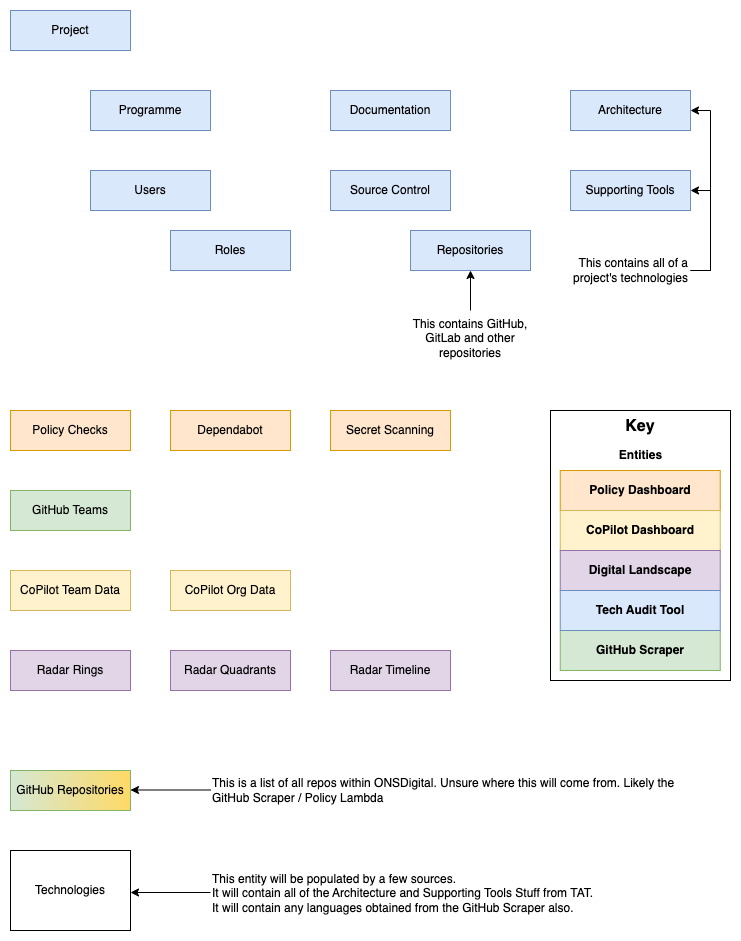 Project
Programme
Documentation
Architecture
Users
Source Control
Supporting Tools
Roles
Repositories
This contains all of a
project's technologies
This contains GitHub,
GitLab and other
repositories
Policy Checks
Dependabot
Secret Scanning
GitHub Teams
CoPilot Team Data
CoPilot Org Data
Radar Rings
Radar Quadrants
Radar Timeline
Key
Entities
Policy Dashboard
CoPilot Dashboard
Digital Landscape
Tech Audit Tool
GitHub Scraper
GitHub Repositories
This is a list of all repos within ONSDigital. Unsure where this will come from. Likely the
GitHub Scraper / Policy Lambda
Technologies
This entity will be populated by a few sources.
It will contain all of the Architecture and Supporting Tools Stuff from TAT.
It will contain any languages obtained from the GitHub Scraper also.